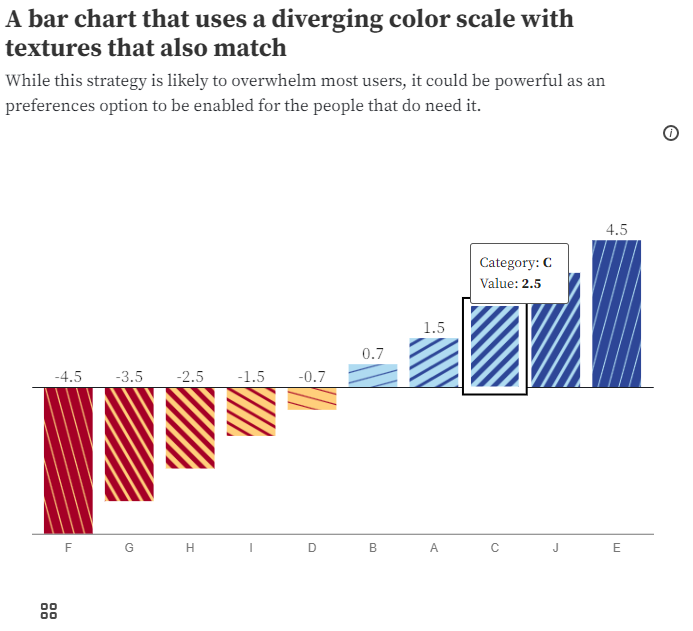 A bar chart that uses a diverging color scale with
textures that also match
While this strategy is likely to overwhelm most users, it could be powerful as an
preferences option to be enabled for the people that do need it.
i
4.5
Category: C
Value: 2.5
1.5
0.7
-4.5 -3.5 -2.5 -1.5 -0.7
F G H I D B A C J E